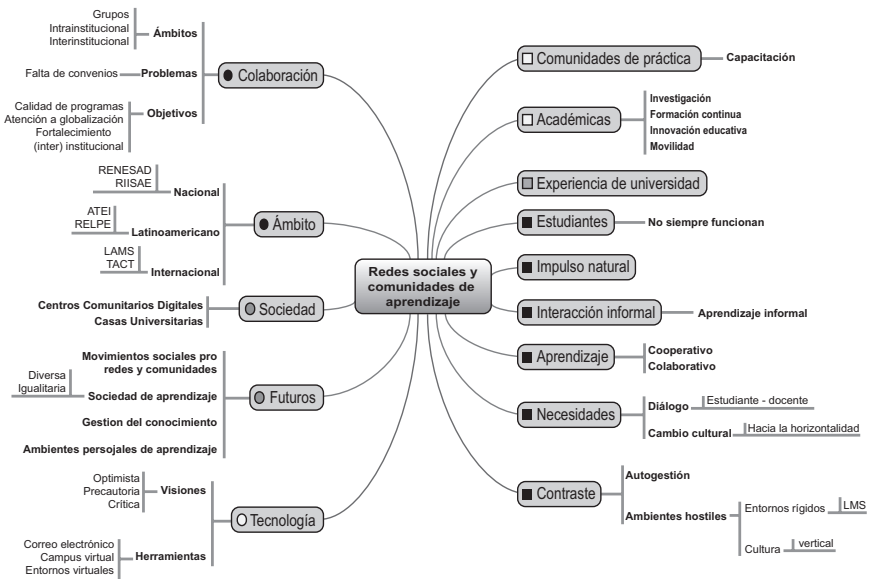 Redes sociales y
comunidades de
aprendizaje
Colaboración
Ámbitos
Grupos
Intrainstitucional
Interinstitucional
Problemas
Falta de convenios
Objetivos
Calidad de programas
Atención a globalización
Fortalecimiento
(inter) institucional
Ámbito
Nacional
RENESAD
RIISAE
Latinoamericano
ATEI
RELPE
Internacional
LAMS
TACT
Sociedad
Centros Comunitarios Digitales
Casas Universitarias
Futuros
Movimientos sociales pro
redes y comunidades
Sociedad de aprendizaje
Diversa
Igualitaria
Gestion del conocimiento
Ambientes persojales de aprendizaje
Tecnología
Visiones
Optimista
Precautoria
Crítica
Herramientas
Correo electrónico
Campus virtual
Entornos virtuales
Comunidades de práctica
Capacitación
Académicas
Investigación
Formación continua
Innovación educativa
Movilidad
Experiencia de universidad
Estudiantes
No siempre funcionan
Impulso natural
Interacción informal
Aprendizaje informal
Aprendizaje
Cooperativo
Colaborativo
Necesidades
Diálogo
Estudiante - docente
Cambio cultural
Hacia la horizontalidad
Contraste
Autogestión
Ambientes hostiles
Entornos rígidos
LMS
Cultura
vertical